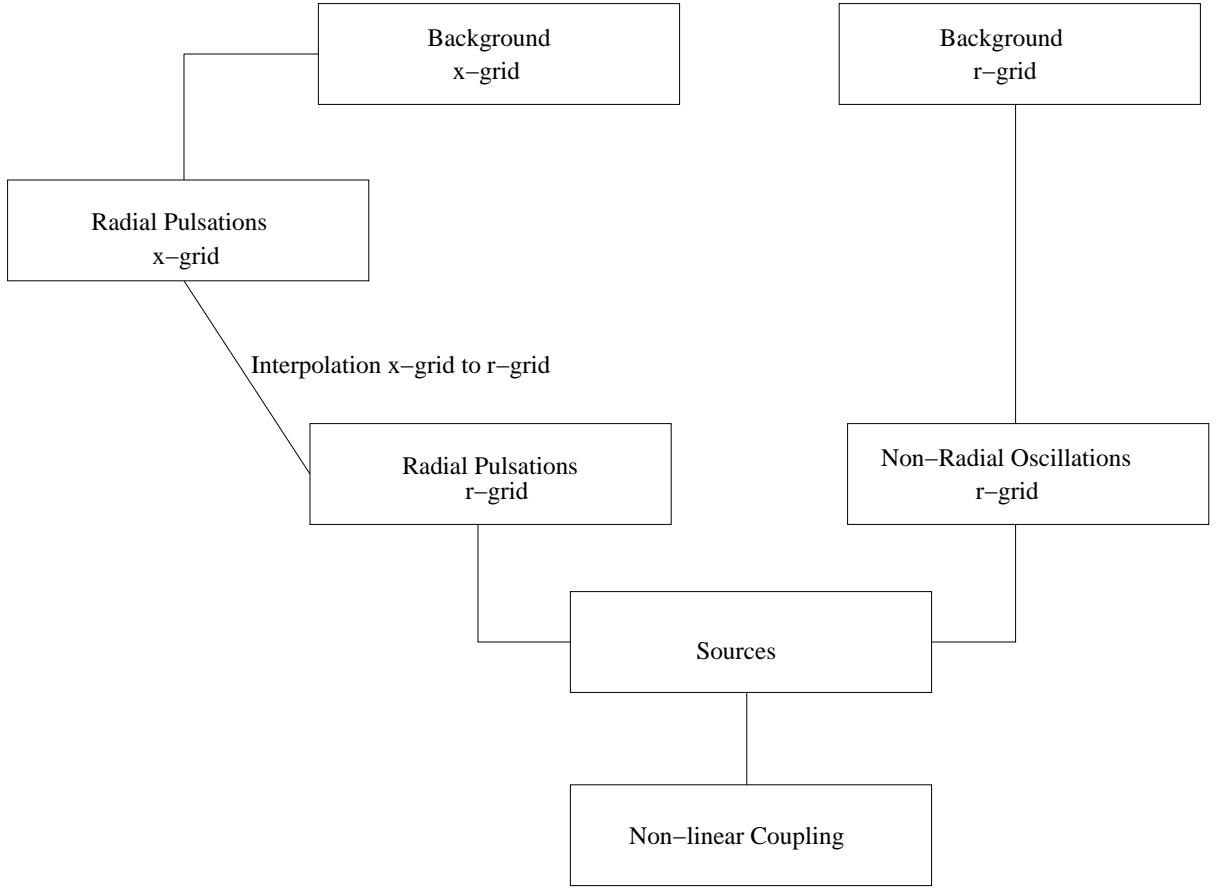 Background
x−grid
Background
r−grid
Radial Pulsations
x−grid
Interpolation x−grid to r−grid
Radial Pulsations
r−grid
Non−Radial Oscillations
r−grid
Sources
Non−linear Coupling